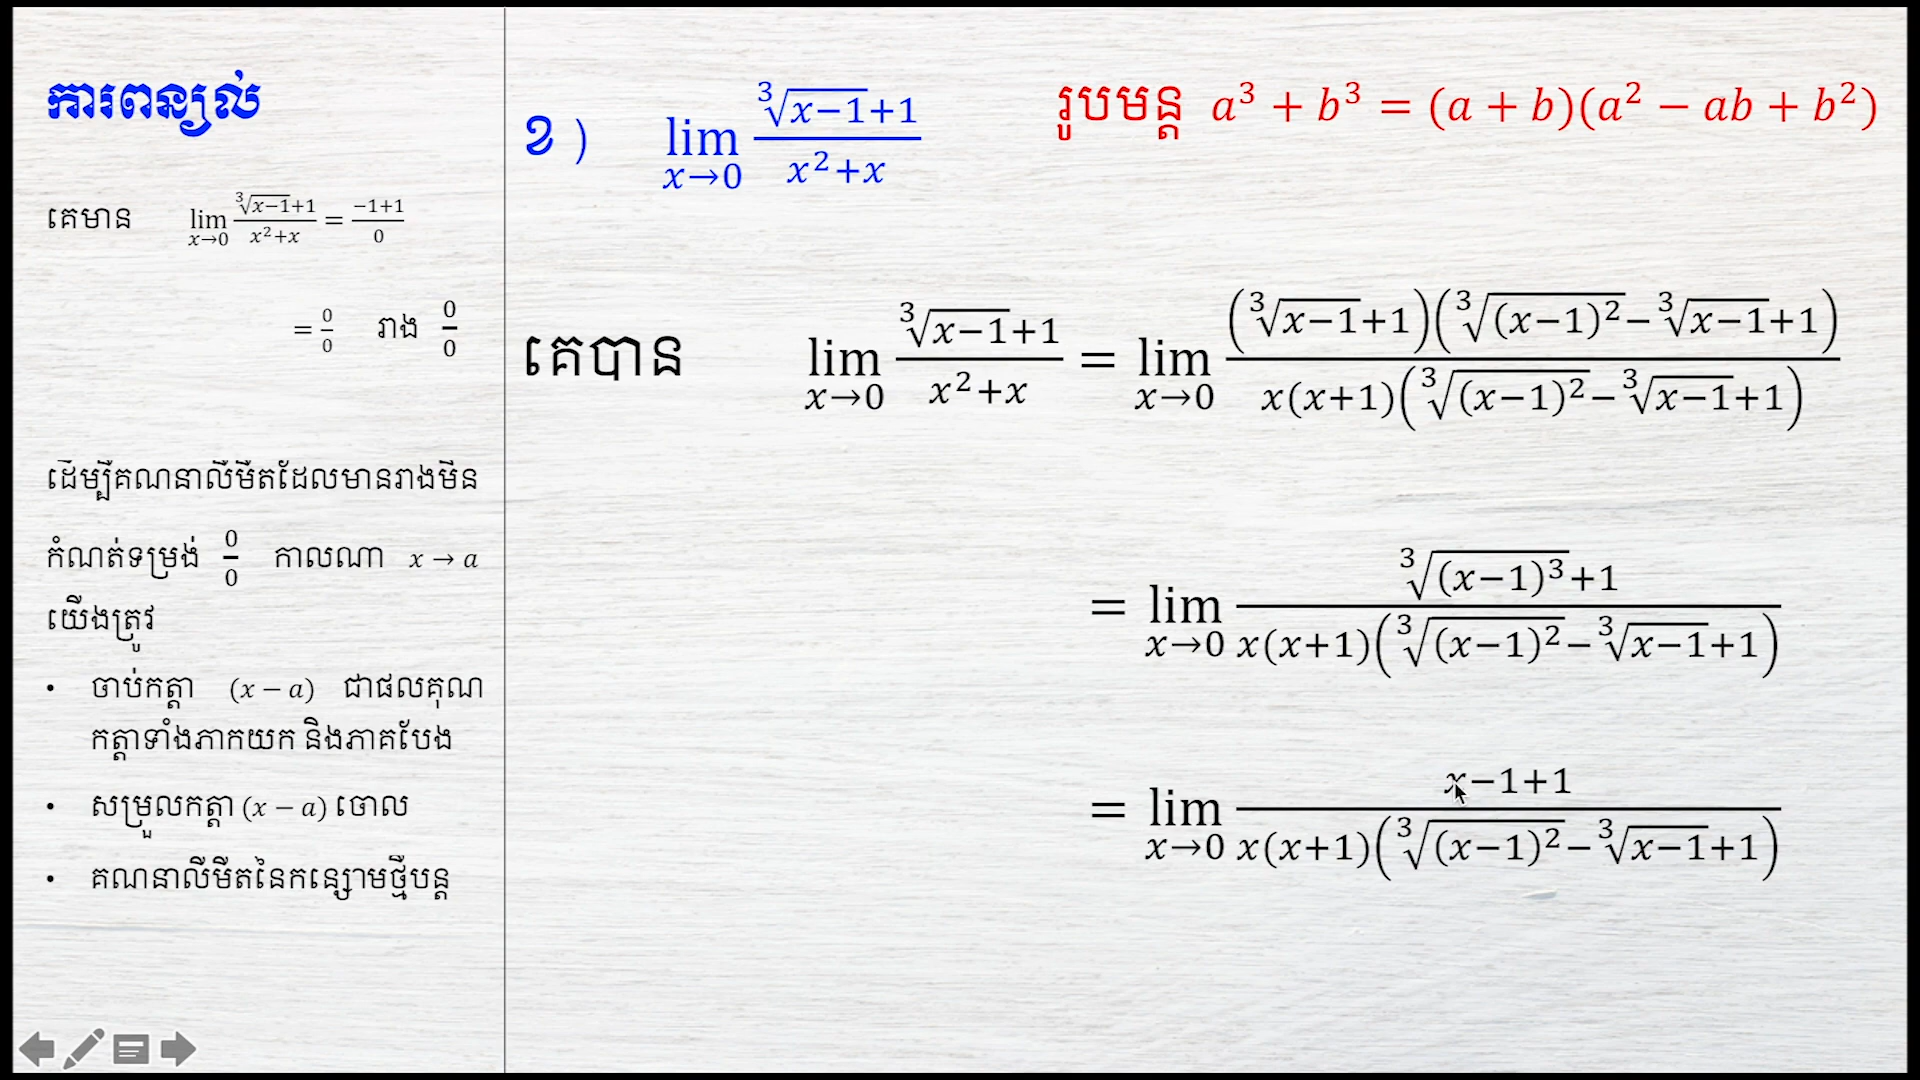 ការពន្យល់
គេមាន lim x→0 (∛(x−1)+1)/(x²+x) = (−1+1)/0
= 0/0 រាង 0/0
ដើម្បីគណនាលីមីតដែលមានរាងមិន
កំណត់ទម្រង់ 0/0 កាលណា x → a
យើងត្រូវ
• ចាប់កត្តា (x − a) ជាផលគុណ
កត្តាទាំងភាកយក និងភាគបែង
• សម្រួលកត្តា (x − a) ចោល
• គណនាលីមីតនៃកន្សោមថ្មីបន្ត
ខ ) lim x→0 (∛(x−1)+1)/(x²+x)
រូបមន្ត a³ + b³ = (a + b)(a² − ab + b²)
គេបាន lim x→0 (∛(x−1)+1)/(x²+x) = lim x→0 ((∛(x−1)+1)(∛((x−1)²)−∛(x−1)+1))/(x(x+1)(∛((x−1)²)−∛(x−1)+1))
= lim x→0 (∛((x−1)³)+1)/(x(x+1)(∛((x−1)²)−∛(x−1)+1))
= lim x→0 (x−1+1)/(x(x+1)(∛((x−1)²)−∛(x−1)+1))